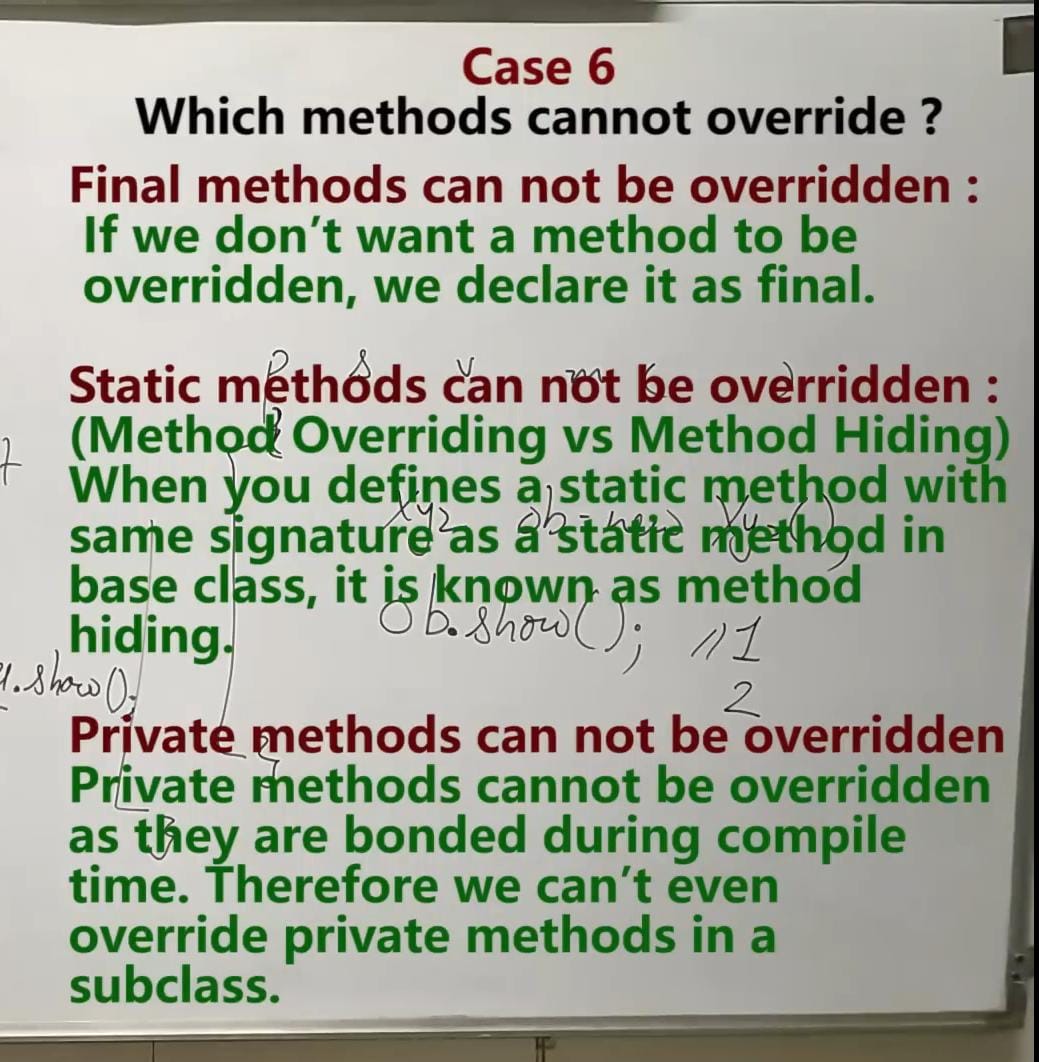 Case 6
Which methods cannot override ?
Final methods can not be overridden :
If we don't want a method to be
overridden, we declare it as final.
P S V m ( )
Static methods can not be overridden :
(Method Overriding vs Method Hiding)
When you defines a static method with
xyz ob = new Xyz();
same signature as a static method in
base class, it is known as method
Ob.show(); //1
hiding.
.show();
2
Private methods can not be overridden
Private methods cannot be overridden
as they are bonded during compile
time. Therefore we can't even
override private methods in a
subclass.